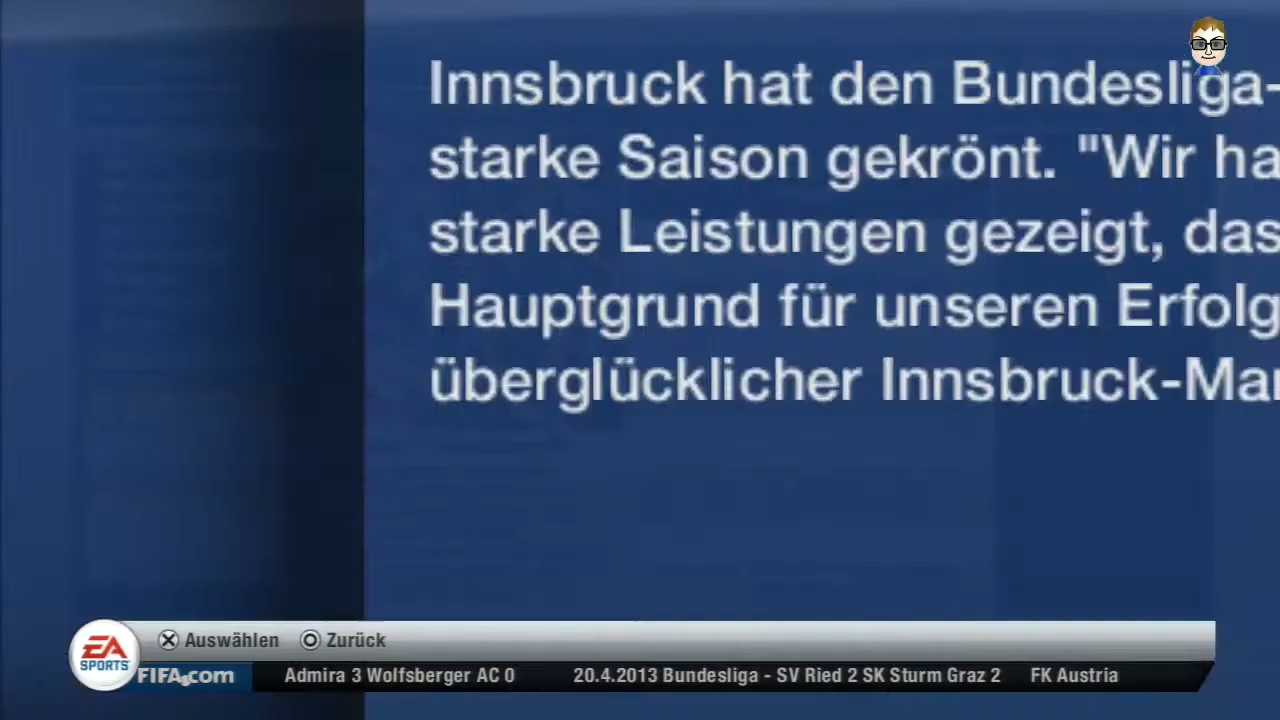 Innsbruck hat den Bundesliga-
starke Saison gekrönt. "Wir ha
starke Leistungen gezeigt, das
Hauptgrund für unseren Erfolg
überglücklicher Innsbruck-Mar
Auswählen Zurück
EA SPORTS
FIFA.com Admira 3 Wolfsberger AC 0 20.4.2013 Bundesliga - SV Ried 2 SK Sturm Graz 2 FK Austria